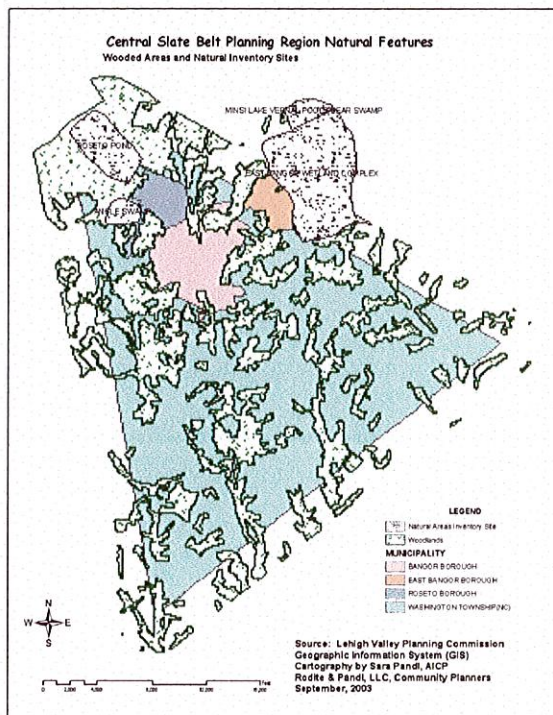 Central Slate Belt Planning Region Natural Features
Wooded Areas and Natural Inventory Sites
MINSI LAKE VERNAL POOLS BEAR SWAMP
ROSETO POND
COMPLEX
LEGEND
Natural Areas Inventory Site
Woodlands
MUNICIPALITY
BANGOR BOROUGH
EAST BANGOR BOROUGH
ROSETO BOROUGH
WASHINGTON TOWNSHIP(NC)
N
W E
S
Source: Lehigh Valley Planning Commission
Geographic Information System (GIS)
Cartography by Sara Pandl, AICP
Rodite & Pandl, LLC, Community Planners
September, 2003